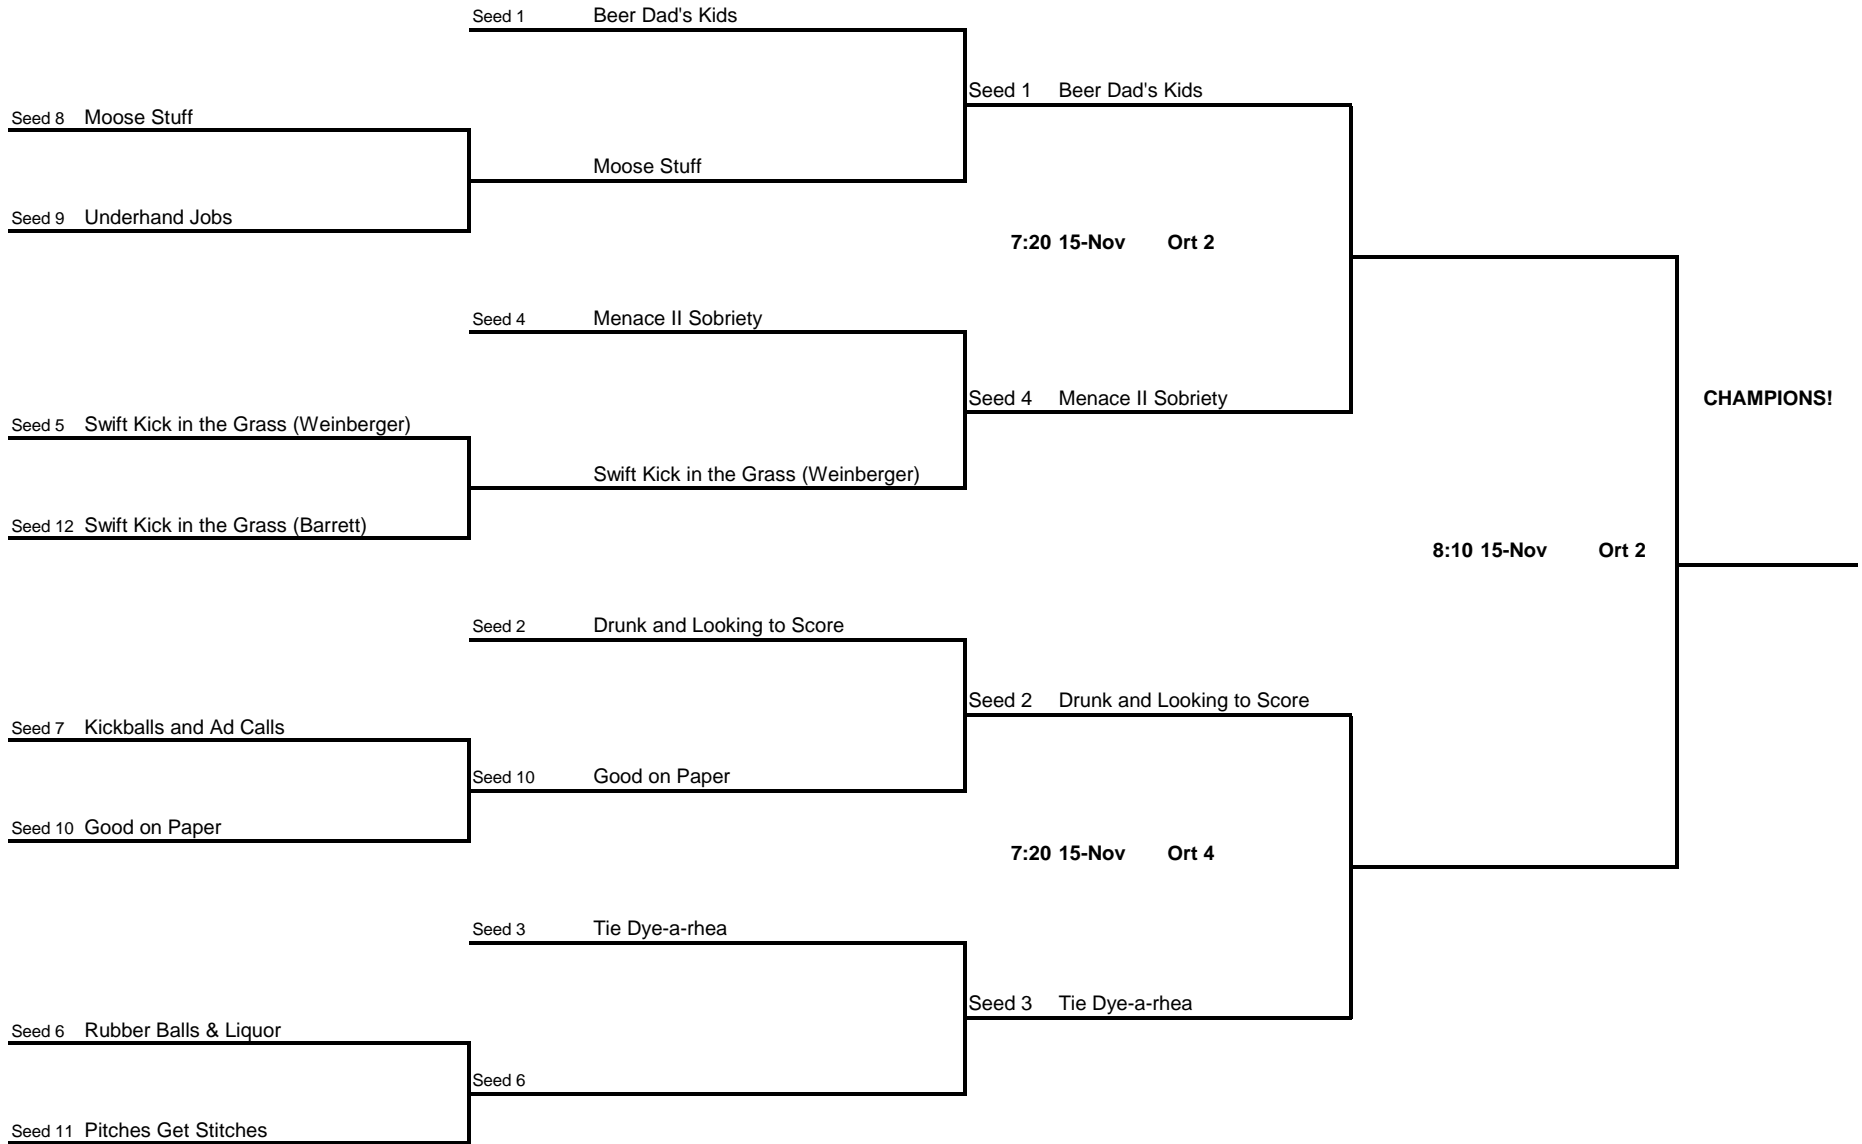 Seed 1 Beer Dad's Kids
Seed 1 Beer Dad's Kids
Seed 8 Moose Stuff
Moose Stuff
Seed 9 Underhand Jobs
7:20 15-Nov Ort 2
Seed 4 Menace II Sobriety
Seed 4 Menace II Sobriety
CHAMPIONS!
Seed 5 Swift Kick in the Grass (Weinberger)
Swift Kick in the Grass (Weinberger)
Seed 12 Swift Kick in the Grass (Barrett)
8:10 15-Nov Ort 2
Seed 2 Drunk and Looking to Score
Seed 2 Drunk and Looking to Score
Seed 7 Kickballs and Ad Calls
Seed 10 Good on Paper
Seed 10 Good on Paper
7:20 15-Nov Ort 4
Seed 3 Tie Dye-a-rhea
Seed 3 Tie Dye-a-rhea
Seed 6 Rubber Balls & Liquor
Seed 6
Seed 11 Pitches Get Stitches